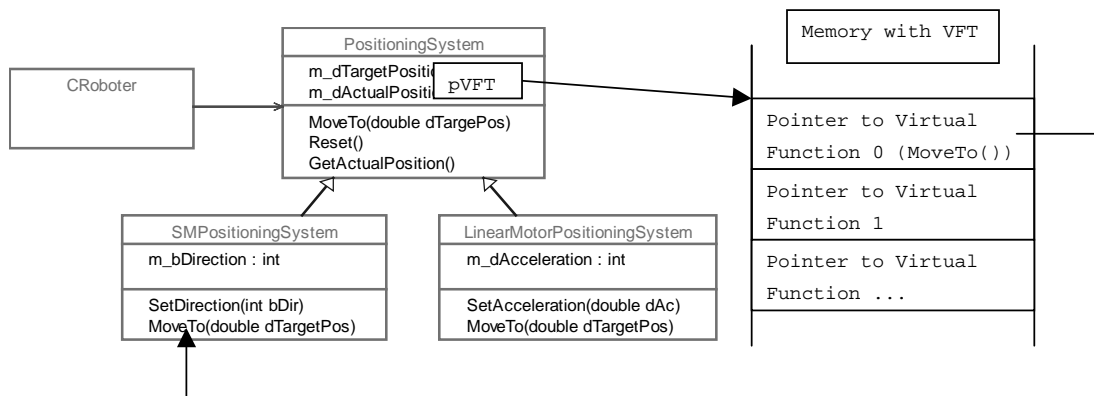 Memory with VFT
PositioningSystem
m_dTargetPositi
m_dActualPositi
pVFT
MoveTo(double dTargePos)
Reset()
GetActualPosition()
CRoboter
Pointer to Virtual
Function 0 (MoveTo())
Pointer to Virtual
Function 1
Pointer to Virtual
Function ...
SMPositioningSystem
m_bDirection : int
SetDirection(int bDir)
MoveTo(double dTargetPos)
LinearMotorPositioningSystem
m_dAcceleration : int
SetAcceleration(double dAc)
MoveTo(double dTargetPos)